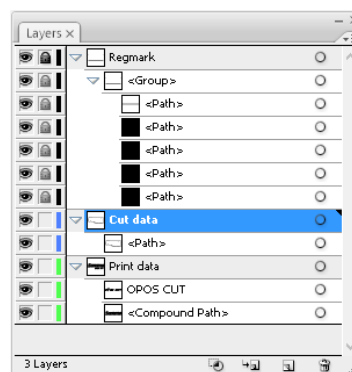 Layers ×
Regmark
<Group>
<Path>
<Path>
<Path>
<Path>
<Path>
Cut data
<Path>
Print data
OPOS CUT
<Compound Path>
3 Layers